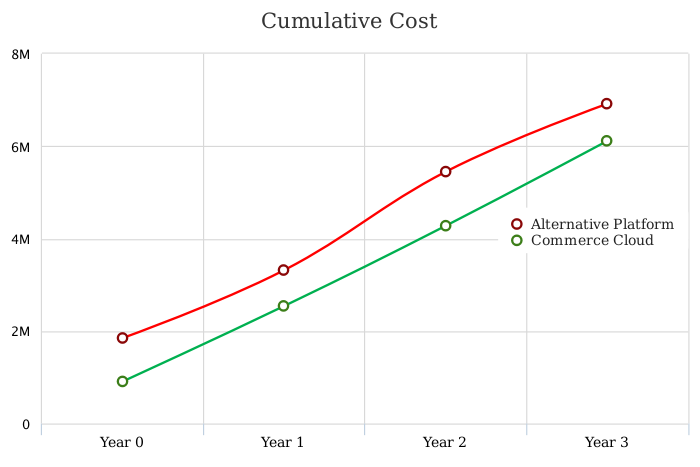 Cumulative Cost
8M
6M
4M
2M
0
Alternative Platform
Commerce Cloud
Year 0
Year 1
Year 2
Year 3